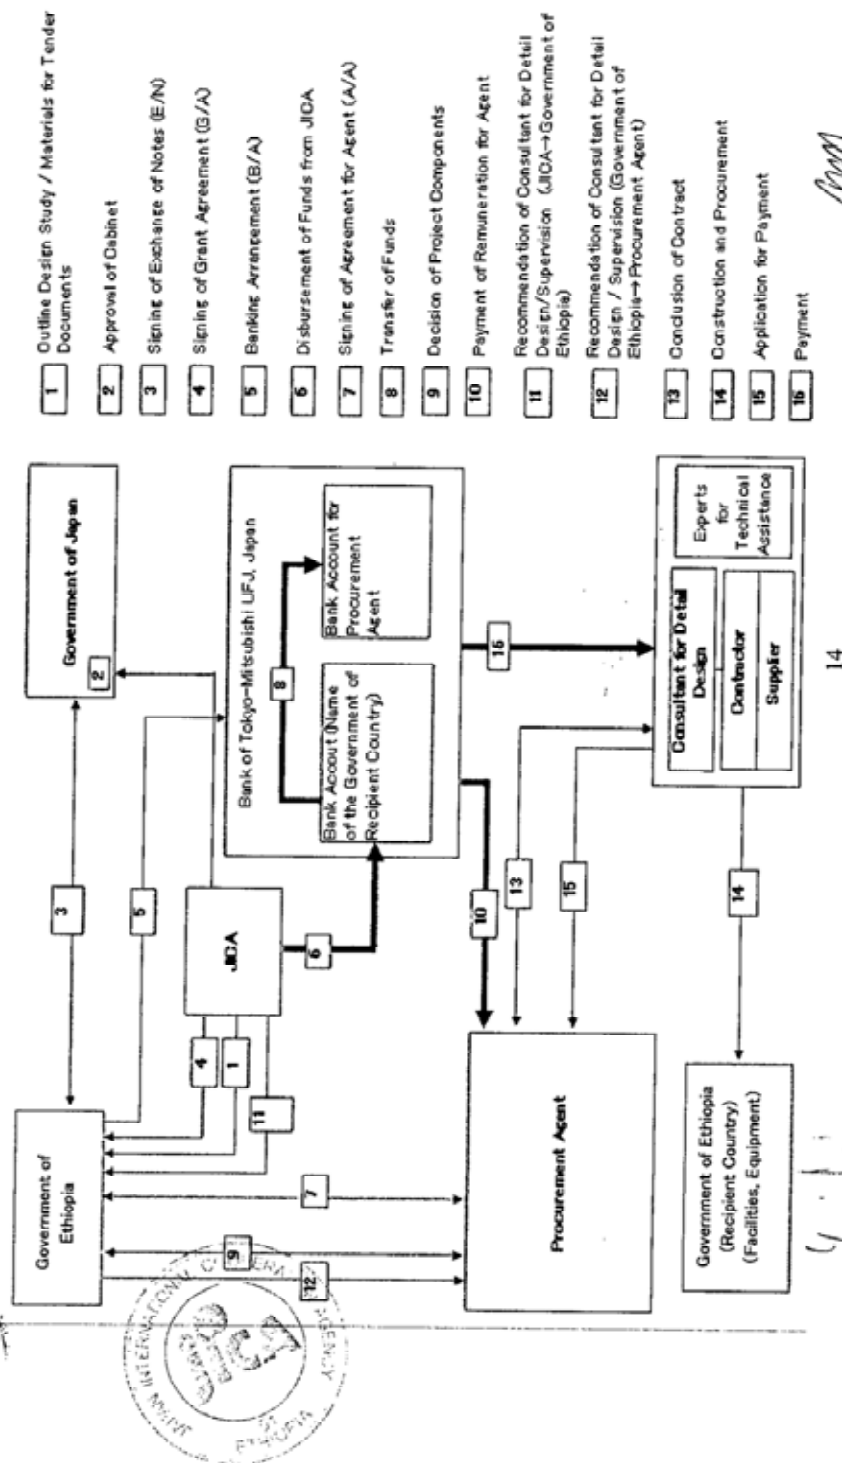 Government of
Ethiopia
Government of Japan
2
3
5
4
1
11
JICA
6
Bank of Tokyo-Mitsubishi UFJ, Japan
Bank Accout (Name
of the Government of
Recipient Country)
8
Bank Account for
Procurement
Agent
7
9
12
10
16
13
15
Procurement Agent
Consultant for Detail
Design
Contractor
Supplier
Experts
for
Technical
Assistance
14
Government of Ethiopia
(Recipient Country)
(Facilities, Equipment)
1 Outline Design Study / Materials for Tender
Documents
2 Approval of Cabinet
3 Signing of Exchange of Notes (E/N)
4 Signing of Grant Agreement (G/A)
5 Banking Arrangement (B/A)
6 Disbursement of Funds from JICA
7 Signing of Agreement for Agent (A/A)
8 Transfer of Funds
9 Decision of Project Components
10 Payment of Remuneration for Agent
11 Recommendation of Consultant for Detail
Design/Supervision (JICA→Government of
Ethiopia)
12 Recommendation of Consultant for Detail
Design / Supervision (Government of
Ethiopia→Procurement Agent)
13 Conclusion of Contract
14 Construction and Procurement
15 Application for Payment
16 Payment
JAPAN INTERNATIONAL COOPERATION AGENCY
JICA
ETHIOPIA
14